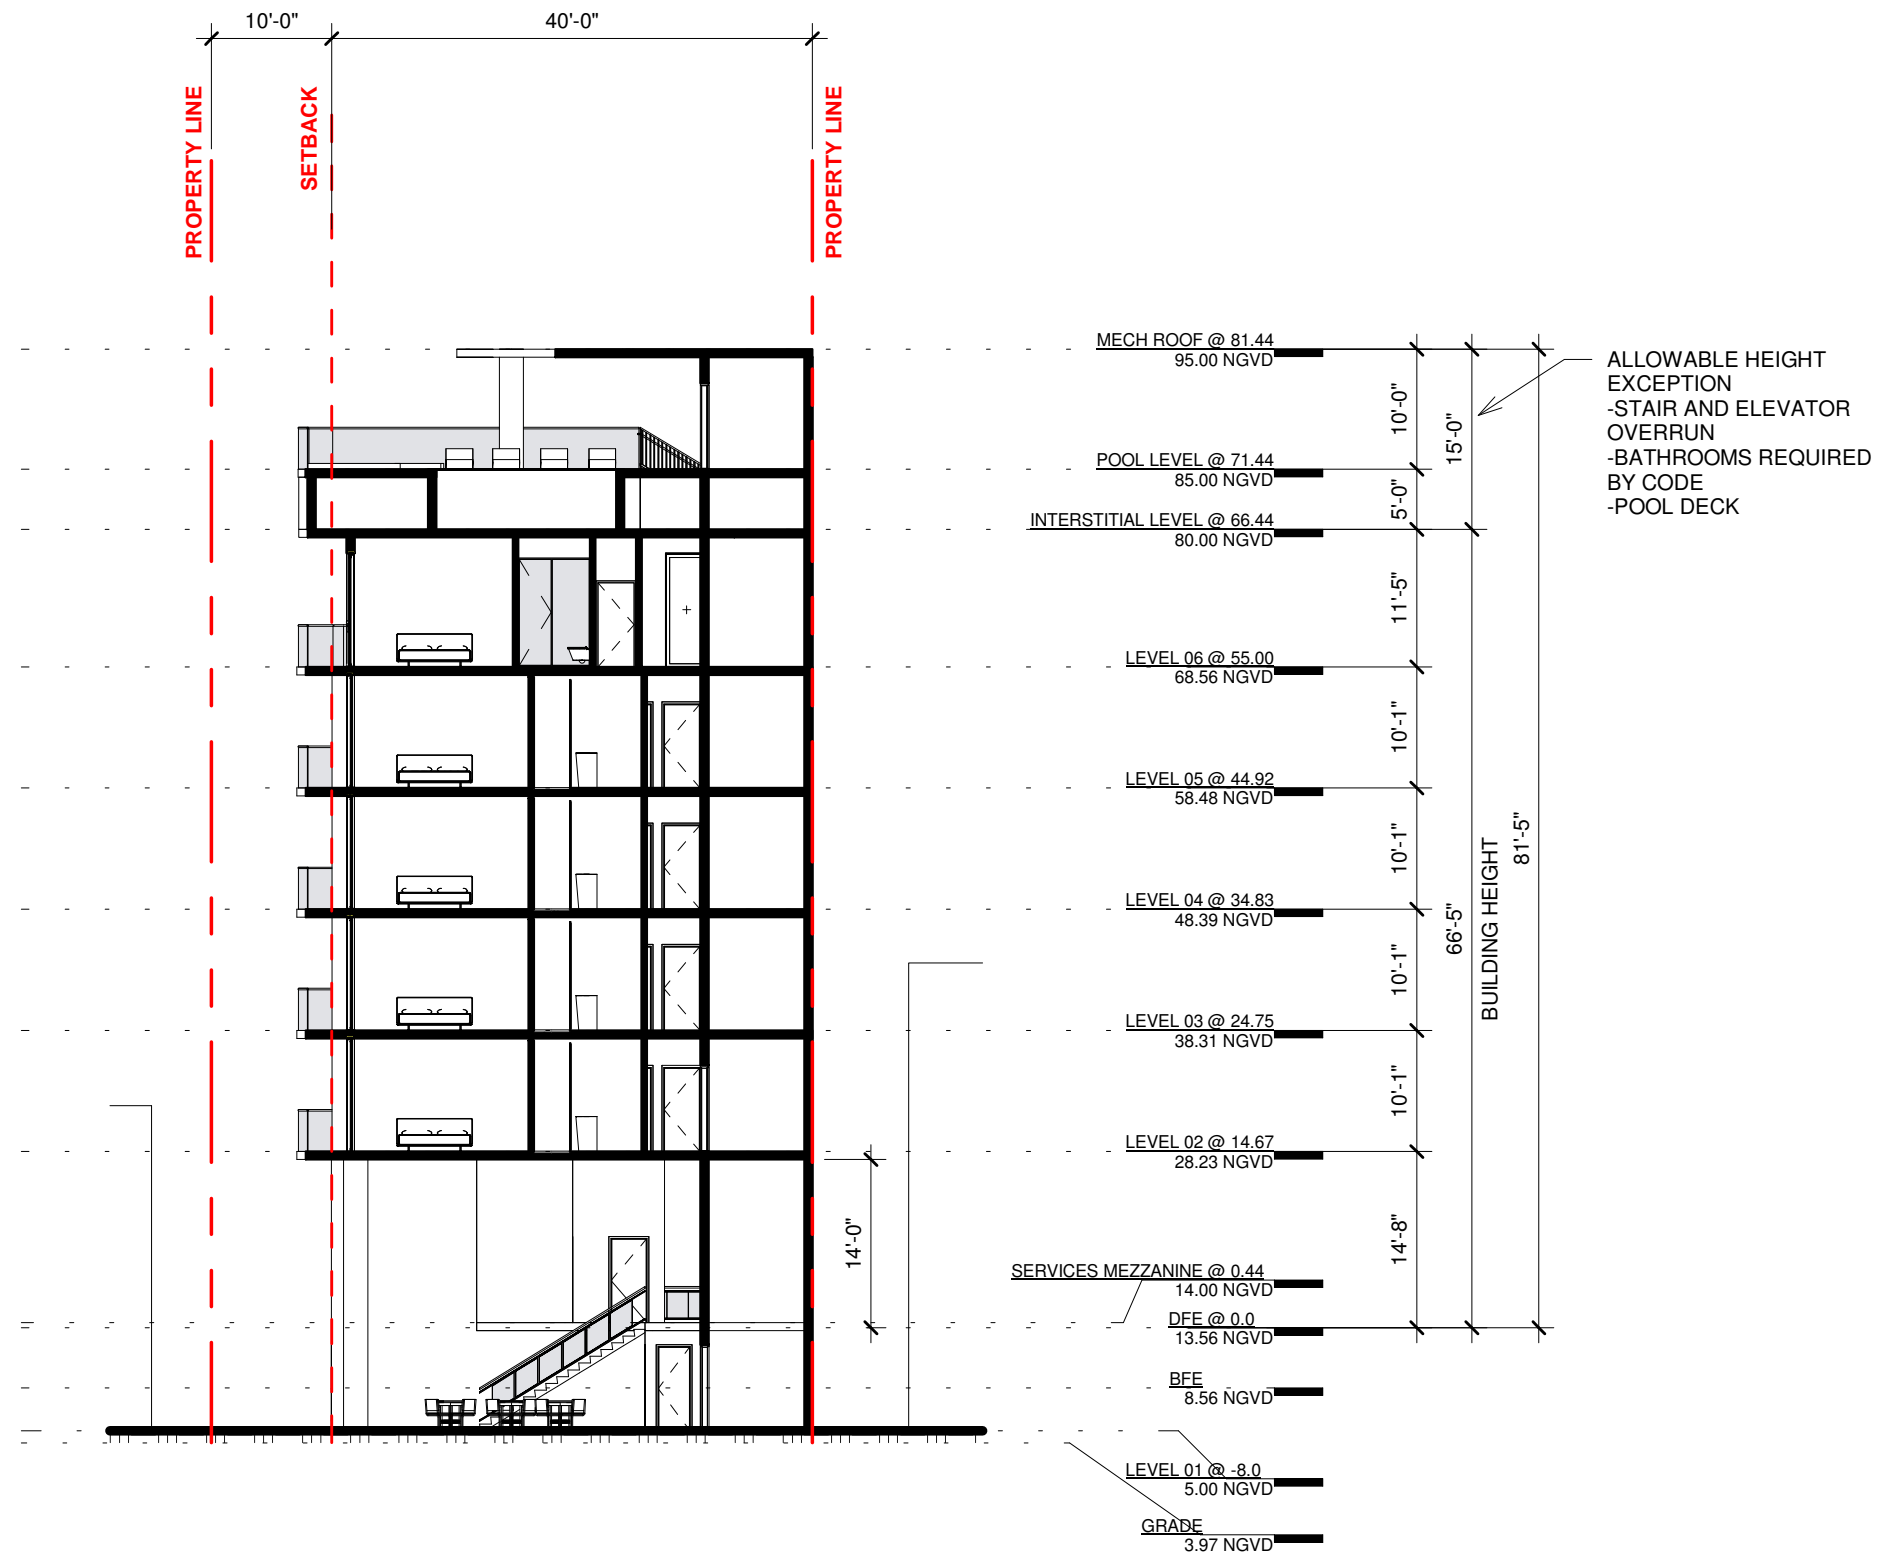 10'-0"
40'-0"
PROPERTY LINE
SETBACK
PROPERTY LINE
MECH ROOF @ 81.44
95.00 NGVD
POOL LEVEL @ 71.44
85.00 NGVD
INTERSTITIAL LEVEL @ 66.44
80.00 NGVD
LEVEL 06 @ 55.00
68.56 NGVD
LEVEL 05 @ 44.92
58.48 NGVD
LEVEL 04 @ 34.83
48.39 NGVD
LEVEL 03 @ 24.75
38.31 NGVD
LEVEL 02 @ 14.67
28.23 NGVD
SERVICES MEZZANINE @ 0.44
14.00 NGVD
DFE @ 0.0
13.56 NGVD
BFE
8.56 NGVD
LEVEL 01 @ -8.0
5.00 NGVD
GRADE
3.97 NGVD
14'-0"
10'-0"
5'-0"
11'-5"
10'-1"
10'-1"
10'-1"
10'-1"
14'-8"
15'-0"
66'-5"
BUILDING HEIGHT
81'-5"
ALLOWABLE HEIGHT
EXCEPTION
-STAIR AND ELEVATOR
OVERRUN
-BATHROOMS REQUIRED
BY CODE
-POOL DECK